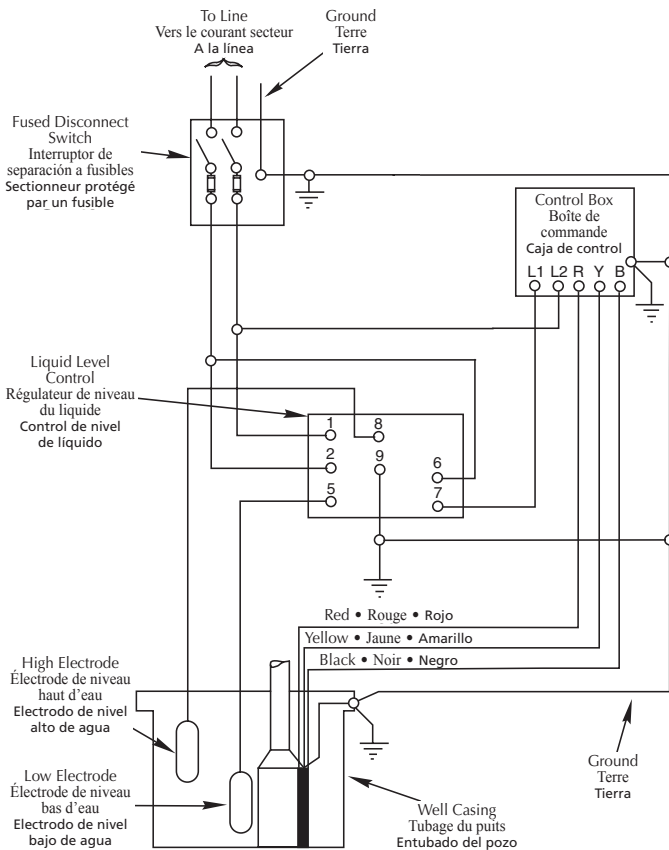 To Line
Vers le courant secteur
A la línea
Ground
Terre
Tierra
Fused Disconnect
Switch
Interruptor de
separación a fusibles
Sectionneur protégé
par un fusible
Control Box
Boîte de
commande
Caja de control
L1 L2 R Y B
Liquid Level
Control
Régulateur de niveau
du liquide
Control de nivel
de líquido
1
8
2
9
6
5
7
Red • Rouge • Rojo
Yellow • Jaune • Amarillo
Black • Noir • Negro
High Electrode
Électrode de niveau
haut d'eau
Electrodo de nivel
alto de agua
Low Electrode
Électrode de niveau
bas d'eau
Electrodo de nivel
bajo de agua
Well Casing
Tubage du puits
Entubado del pozo
Ground
Terre
Tierra